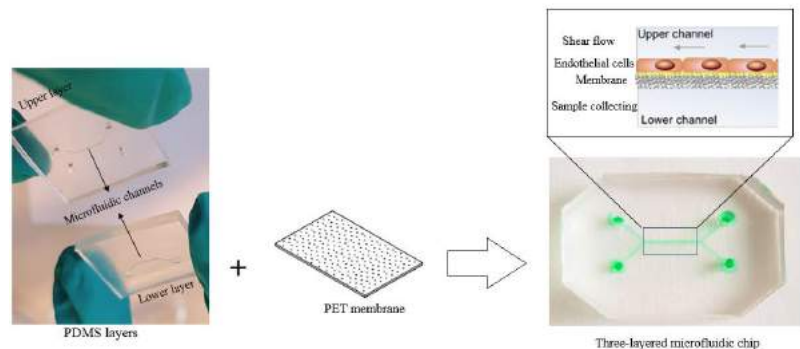 Upper layer
Microfluidic channels
Lower layer
PDMS layers
+
PET membrane
Shear flow
Endothelial cells
Membrane
Sample collecting
Upper channel
Lower channel
Three-layered microfluidic chip